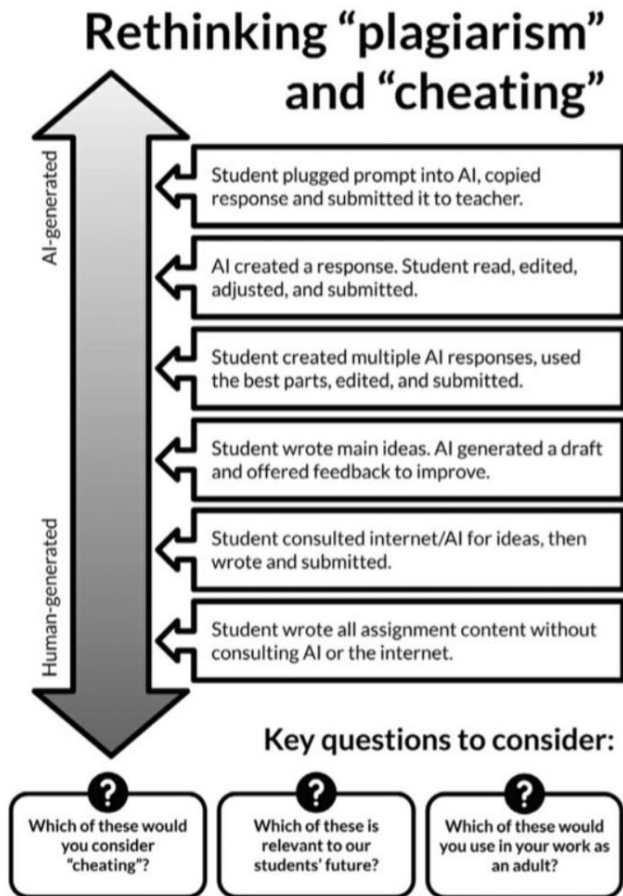 Rethinking “plagiarism”
and “cheating”
AI-generated
Student plugged prompt into AI, copied
response and submitted it to teacher.
AI created a response. Student read, edited,
adjusted, and submitted.
Student created multiple AI responses, used
the best parts, edited, and submitted.
Student wrote main ideas. AI generated a draft
and offered feedback to improve.
Human-generated
Student consulted internet/AI for ideas, then
wrote and submitted.
Student wrote all assignment content without
consulting AI or the internet.
Key questions to consider:
?
Which of these would
you consider
“cheating”?
?
Which of these is
relevant to our
students’ future?
?
Which of these would
you use in your work as
an adult?